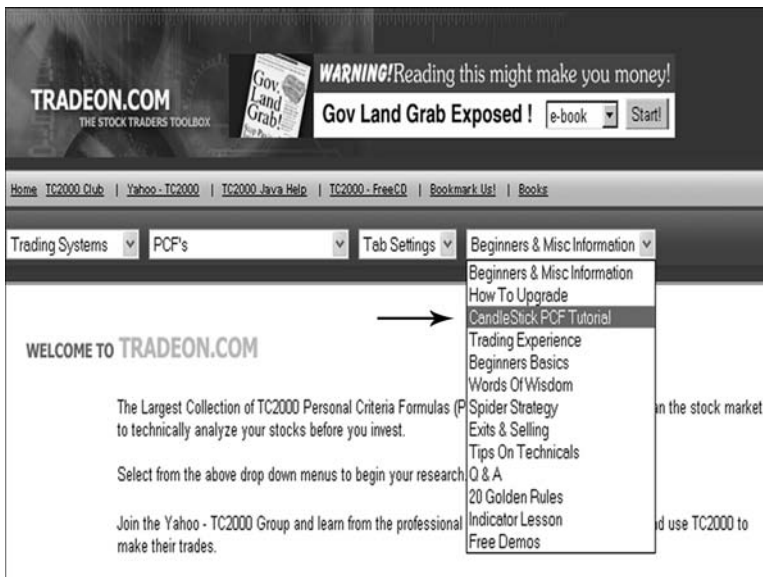 TRADEON.COM
THE STOCK TRADERS TOOLBOX
Gov.
Land
Grab!
WARNING! Reading this might make you money!
Gov Land Grab Exposed ! e-book Start!
Home TC2000 Club | Yahoo - TC2000 | TC2000 Java Help | TC2000 - FreeCD | Bookmark Us! | Books
Trading Systems PCF's Tab Settings Beginners & Misc Information
Beginners & Misc Information
How To Upgrade
CandleStick PCF Tutorial
Trading Experience
Beginners Basics
Words Of Wisdom
Spider Strategy
Exits & Selling
Tips On Technicals
Q & A
20 Golden Rules
Indicator Lesson
Free Demos
WELCOME TO TRADEON.COM
The Largest Collection of TC2000 Personal Criteria Formulas (P an the stock market
to technically analyze your stocks before you invest.
Select from the above drop down menus to begin your research.
Join the Yahoo - TC2000 Group and learn from the professional d use TC2000 to
make their trades.